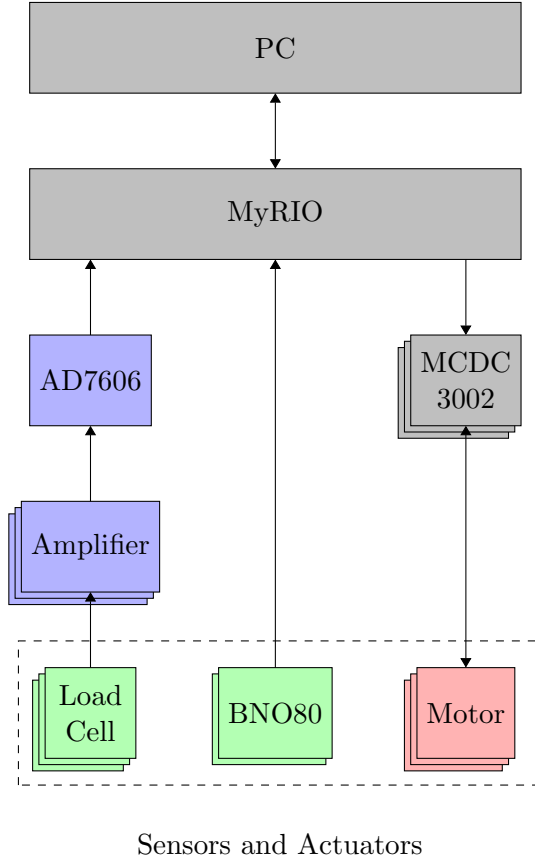 PC
MyRIO
AD7606
MCDC
3002
Amplifier
Load
Cell
BNO80
Motor
Sensors and Actuators